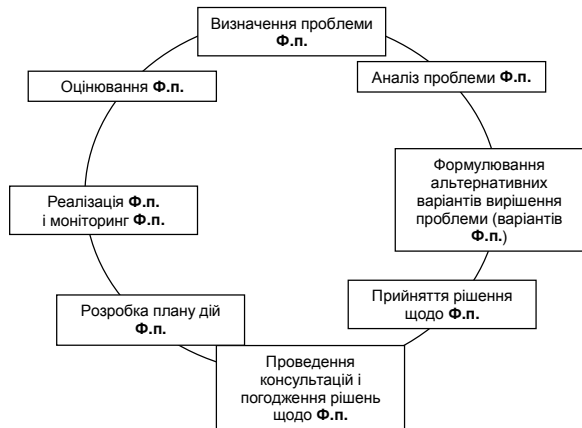 Визначення проблеми
Ф.п.
Аналіз проблеми Ф.п.
Формулювання
альтернативних
варіантів вирішення
проблеми (варіантів
Ф.п.)
Прийняття рішення
щодо Ф.п.
Проведення
консультацій і
погодження рішень
щодо Ф.п.
Розробка плану дій
Ф.п.
Реалізація Ф.п.
і моніторинг Ф.п.
Оцінювання Ф.п.